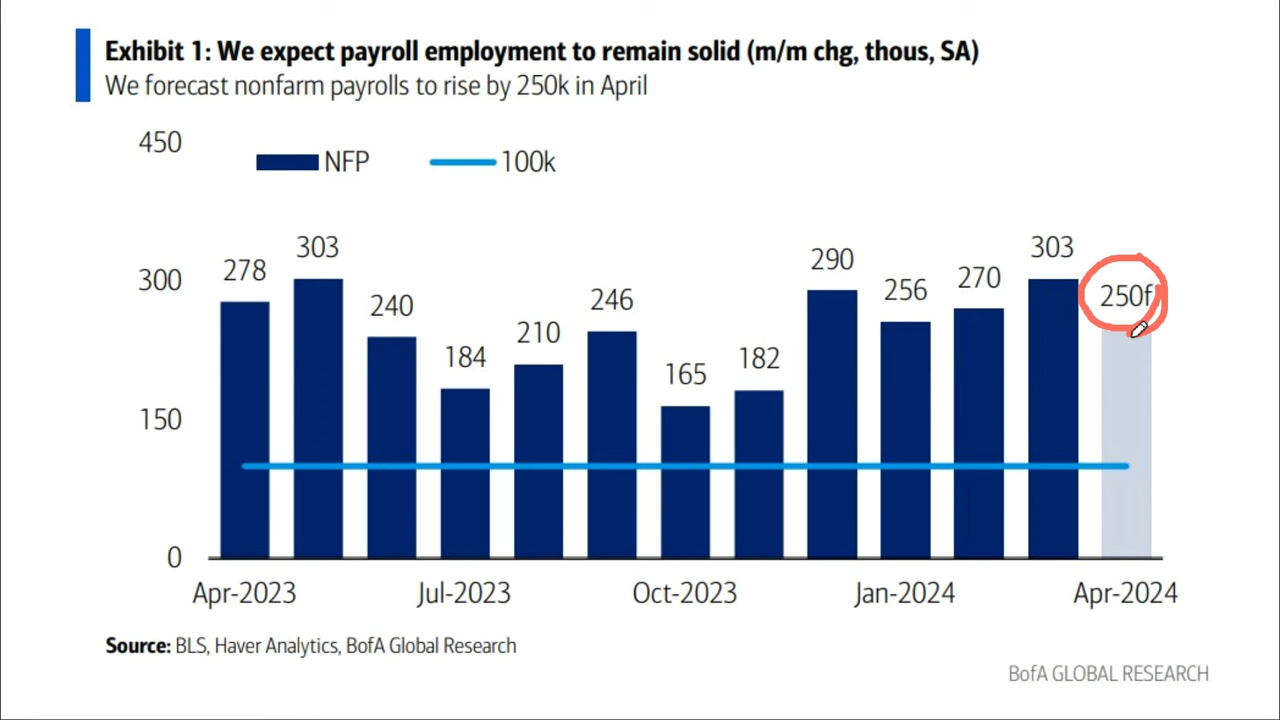 Exhibit 1: We expect payroll employment to remain solid (m/m chg, thous, SA)
We forecast nonfarm payrolls to rise by 250k in April
450
NFP 100k
303 303
290
278 270
300 256 250f
240 246
210
184 182
165
150
0
Apr-2023 Jul-2023 Oct-2023 Jan-2024 Apr-2024
Source: BLS, Haver Analytics, BofA Global Research
BofA GLOBAL RESEARCH